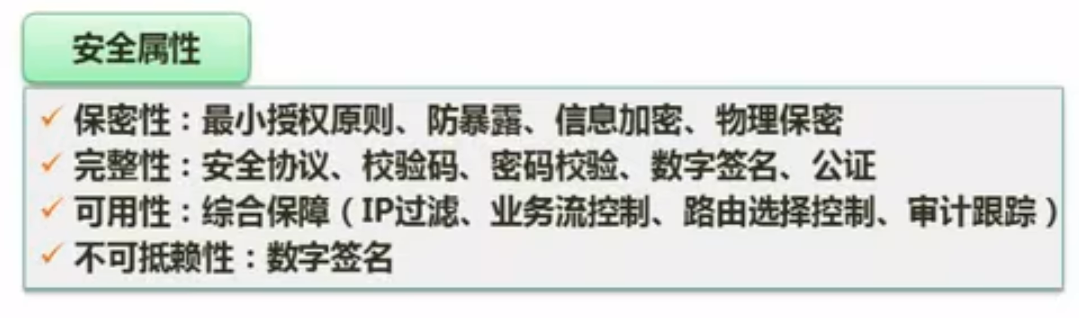 安全属性
✓ 保密性：最小授权原则、防暴露、信息加密、物理保密
✓ 完整性：安全协议、校验码、密码校验、数字签名、公证
✓ 可用性：综合保障（IP过滤、业务流控制、路由选择控制、审计跟踪）
✓ 不可抵赖性：数字签名